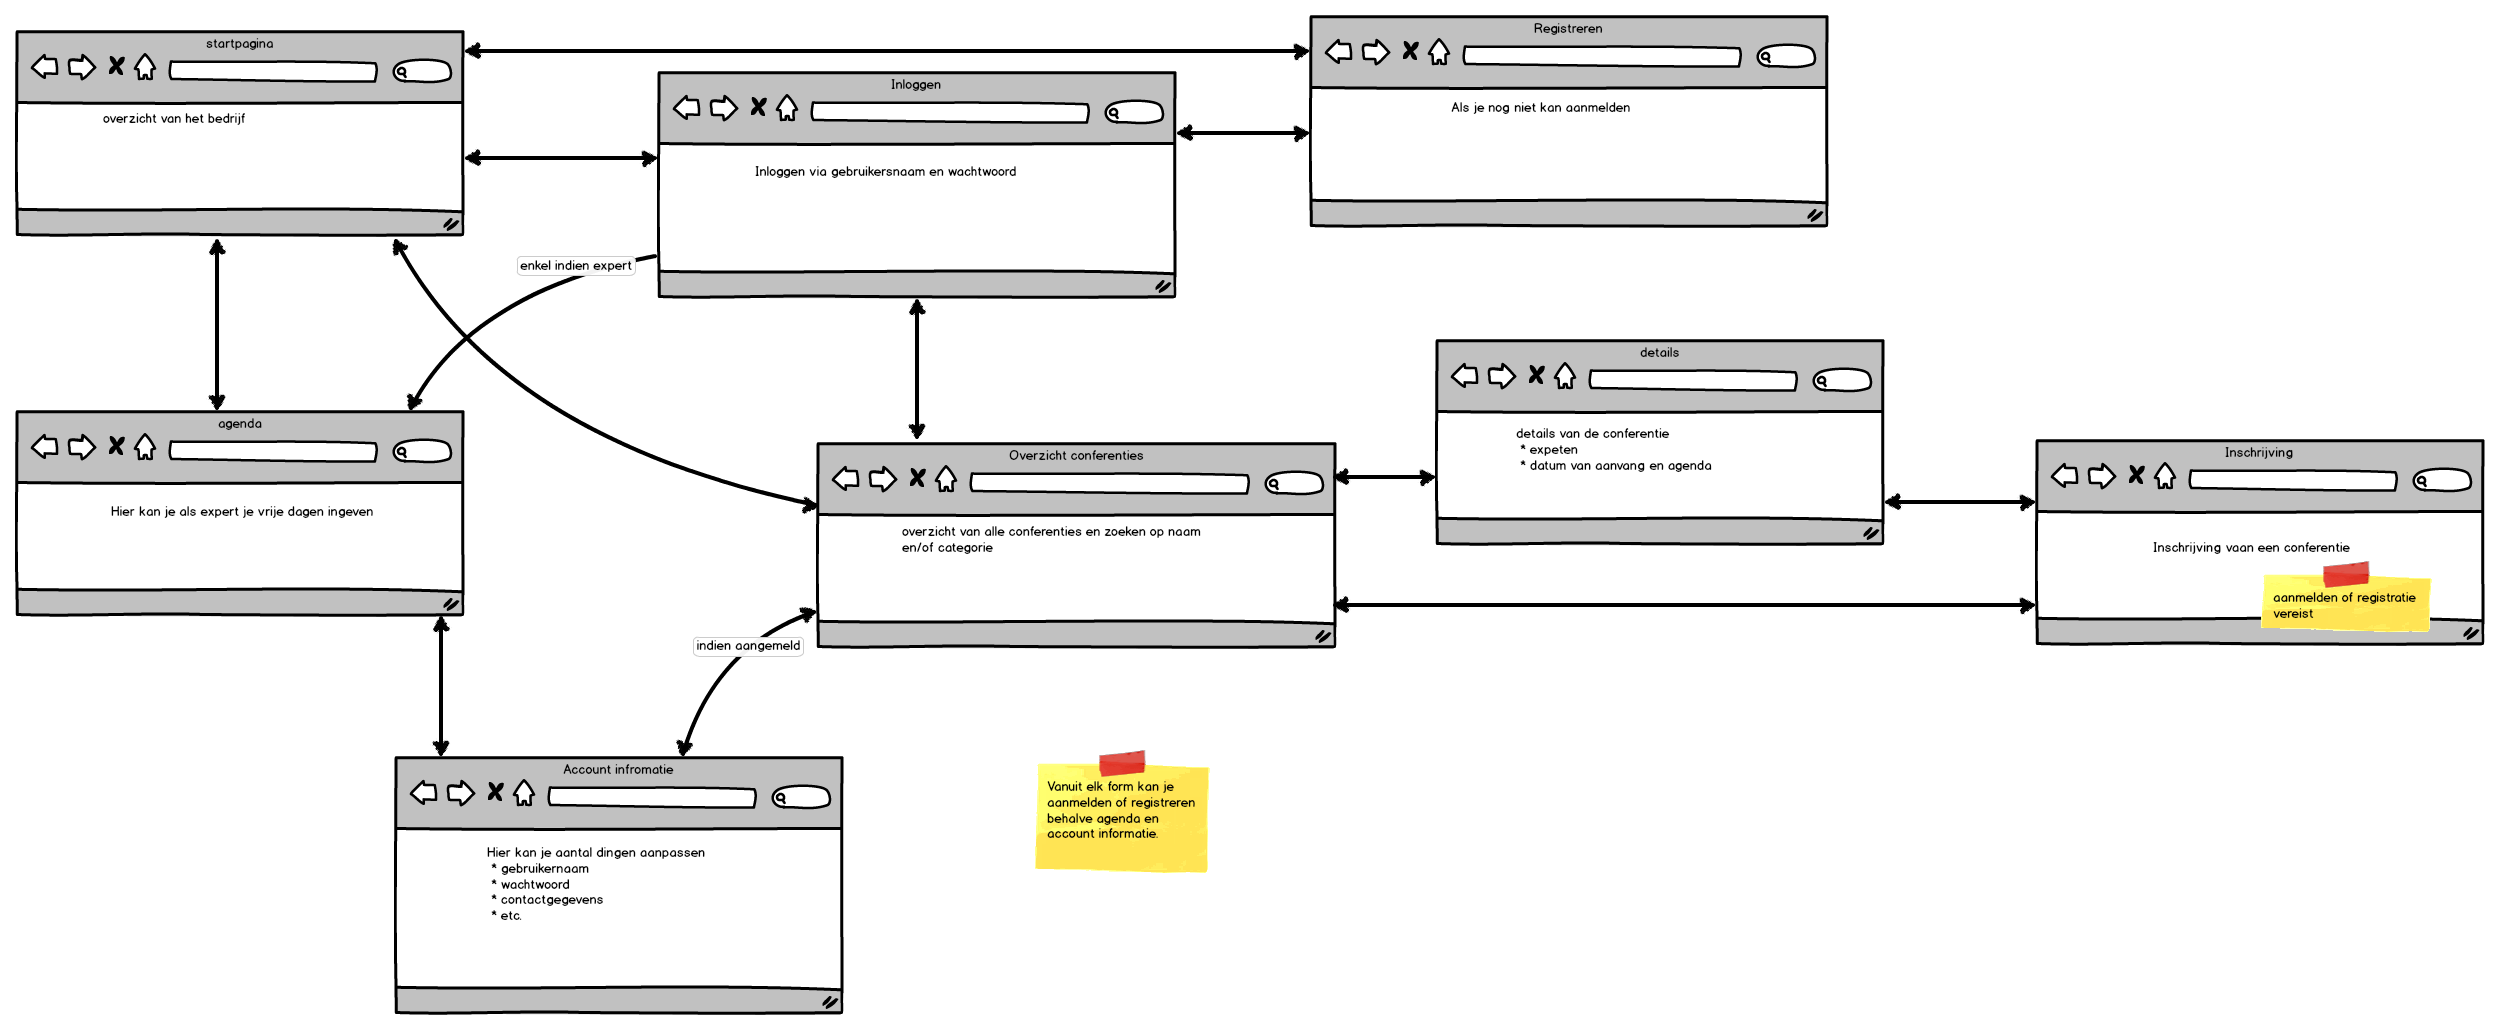 startpagina
overzicht van het bedrijf
Inloggen
Inloggen via gebruikersnaam en wachtwoord
Registreren
Als je nog niet kan aanmelden
enkel indien expert
agenda
Hier kan je als expert je vrije dagen ingeven
Overzicht conferenties
overzicht van alle conferenties en zoeken op naam
en/of categorie
details
details van de conferentie
* expeten
* datum van aanvang en agenda
Inschrijving
Inschrijving vaan een conferentie
aanmelden of registratie
vereist
indien aangemeld
Account infromatie
Hier kan je aantal dingen aanpassen
* gebruikernaam
* wachtwoord
* contactgegevens
* etc.
Vanuit elk form kan je
aanmelden of registreren
behalve agenda en
account informatie.